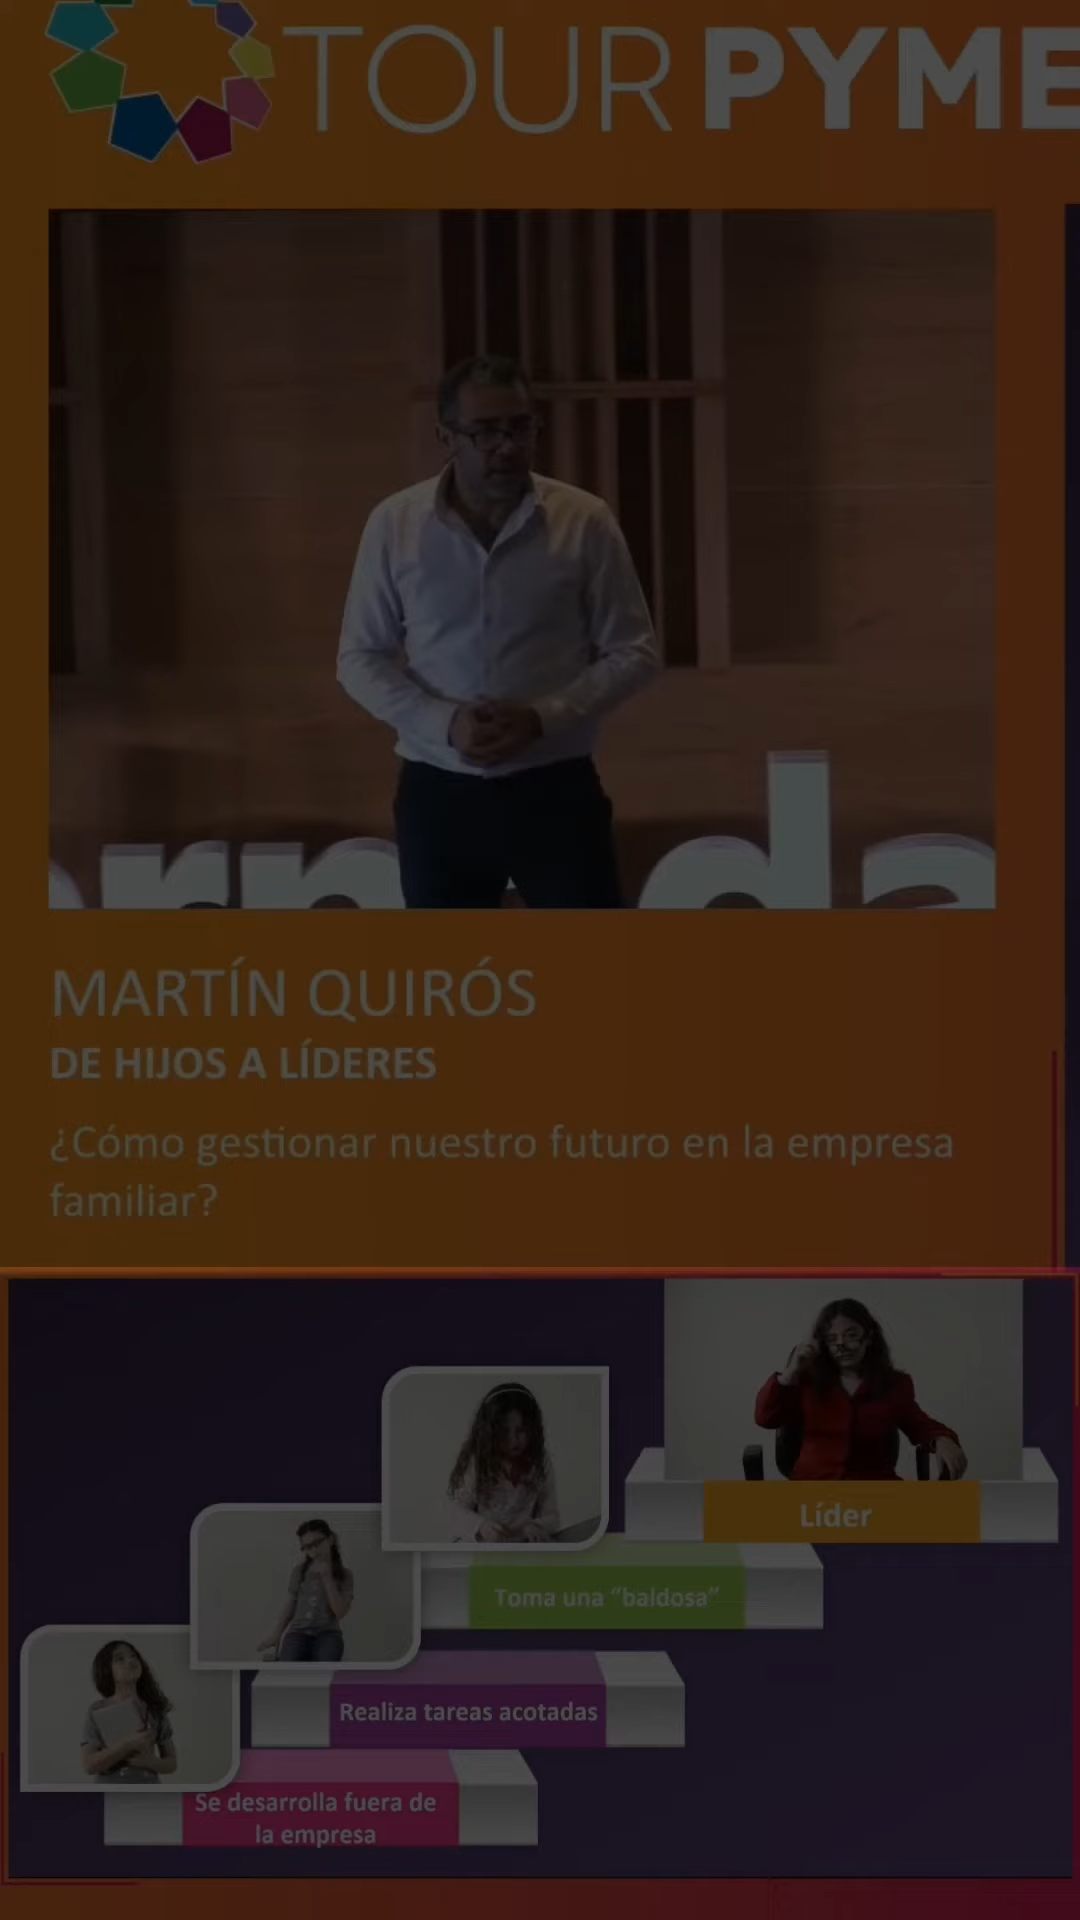 TOUR PYME
MARTÍN QUIRÓS
DE HIJOS A LÍDERES
¿Cómo gestionar nuestro futuro en la empresa
familiar?
Líder
Toma una “baldosa”
Realiza tareas acotadas
Se desarrolla fuera de
la empresa